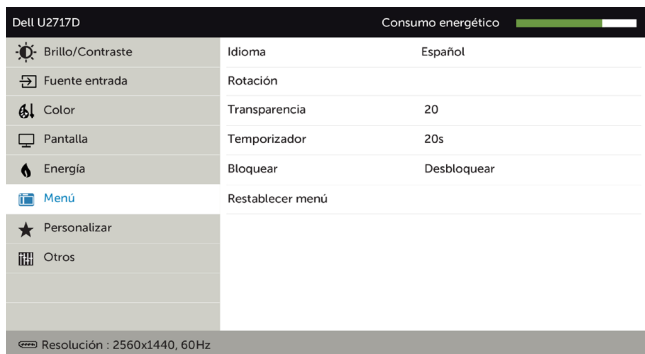 Dell U2717D Consumo energético
Brillo/Contraste Idioma Español
Fuente entrada Rotación
Color Transparencia 20
Pantalla Temporizador 20s
Energía Bloquear Desbloquear
Menú Restablecer menú
Personalizar
Otros
Resolución : 2560x1440, 60Hz